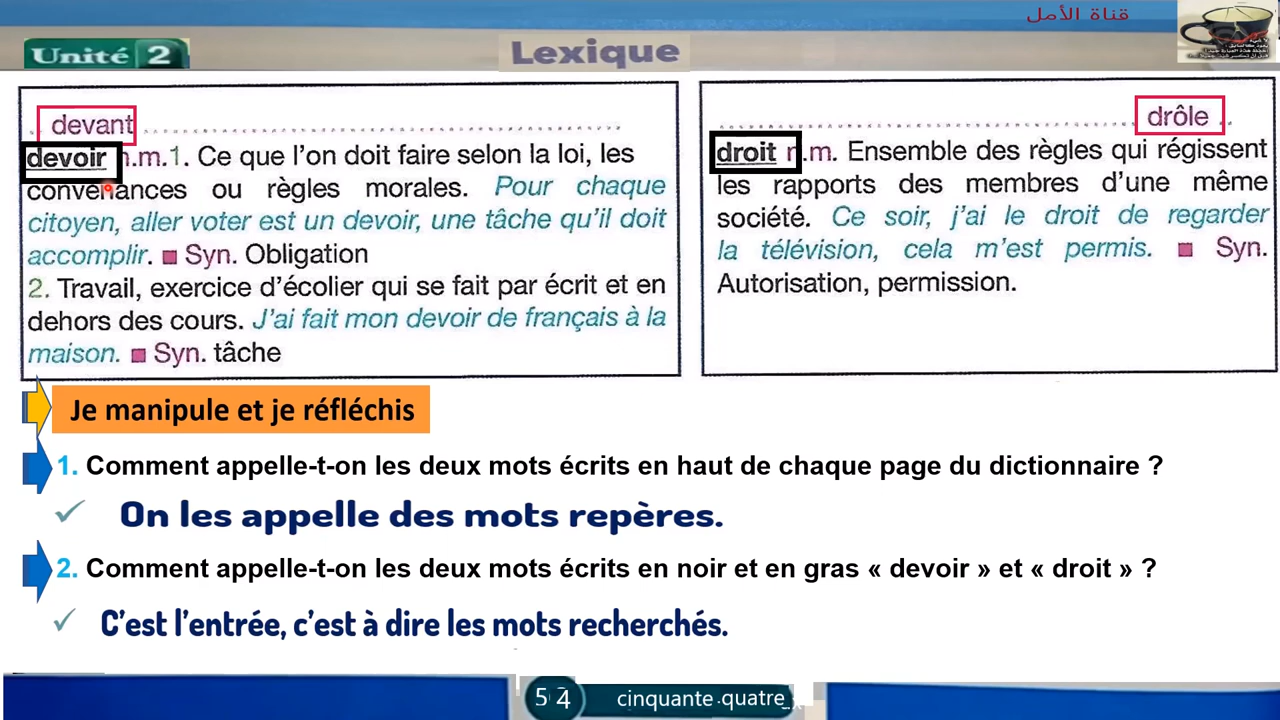 قناة الأمل
Unité 2
Lexique
devant
devoir n.m.1. Ce que l'on doit faire selon la loi, les
convenances ou règles morales. Pour chaque
citoyen, aller voter est un devoir, une tâche qu'il doit
accomplir. ■ Syn. Obligation
2. Travail, exercice d'écolier qui se fait par écrit et en
dehors des cours. J'ai fait mon devoir de français à la
maison. ■ Syn. tâche
drôle
droit n.m. Ensemble des règles qui régissent
les rapports des membres d'une même
société. Ce soir, j'ai le droit de regarder
la télévision, cela m'est permis. ■ Syn.
Autorisation, permission.
Je manipule et je réfléchis
1. Comment appelle-t-on les deux mots écrits en haut de chaque page du dictionnaire ?
✓ On les appelle des mots repères.
2. Comment appelle-t-on les deux mots écrits en noir et en gras « devoir » et « droit » ?
✓ C'est l'entrée, c'est à dire les mots recherchés.
54 cinquante quatre